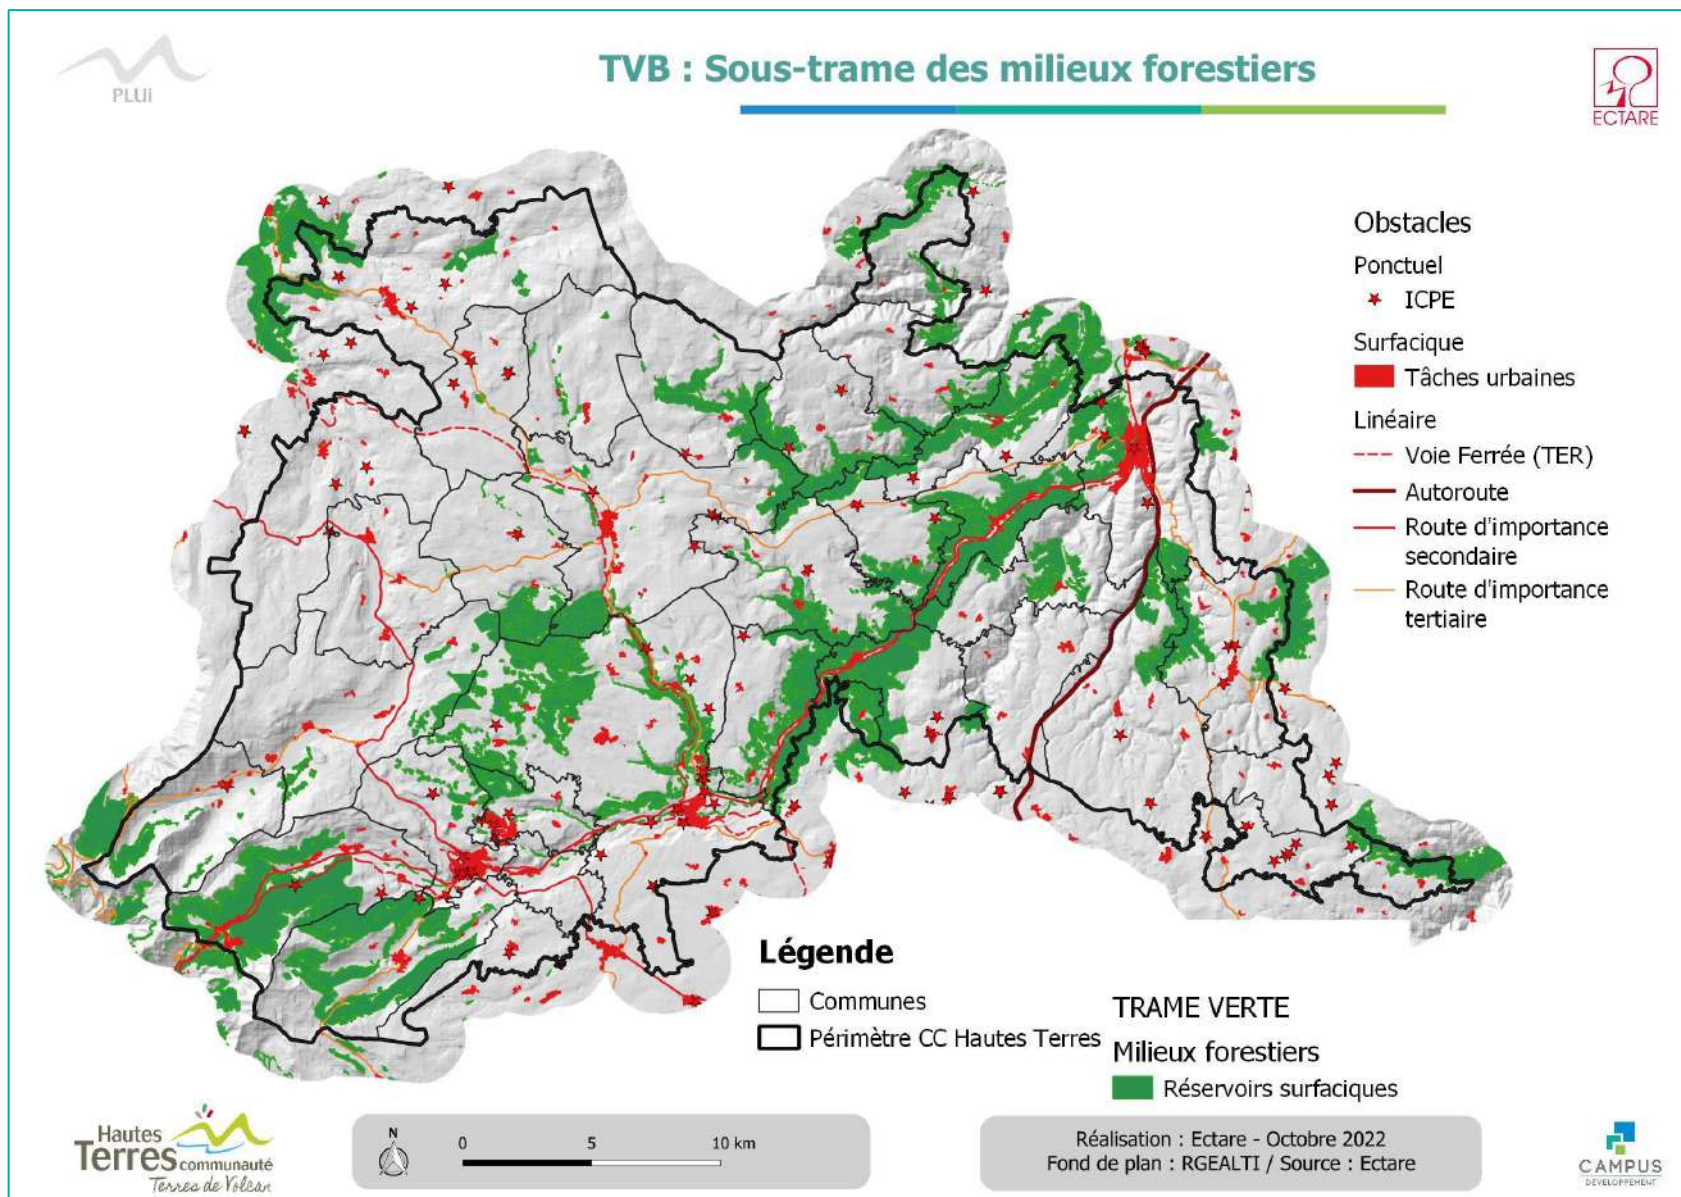 PLUi
TVB : Sous-trame des milieux forestiers
ECTARE
Obstacles
Ponctuel
ICPE
Surfacique
Tâches urbaines
Linéaire
Voie Ferrée (TER)
Autoroute
Route d'importance
secondaire
Route d'importance
tertiaire
Légende
Communes
Périmètre CC Hautes Terres
TRAME VERTE
Milieux forestiers
Réservoirs surfaciques
Hautes
Terres communauté
Terres de Volcan
N
0 5 10 km
Réalisation : Ectare - Octobre 2022
Fond de plan : RGEALTI / Source : Ectare
CAMPUS
DEVELOPPEMENT